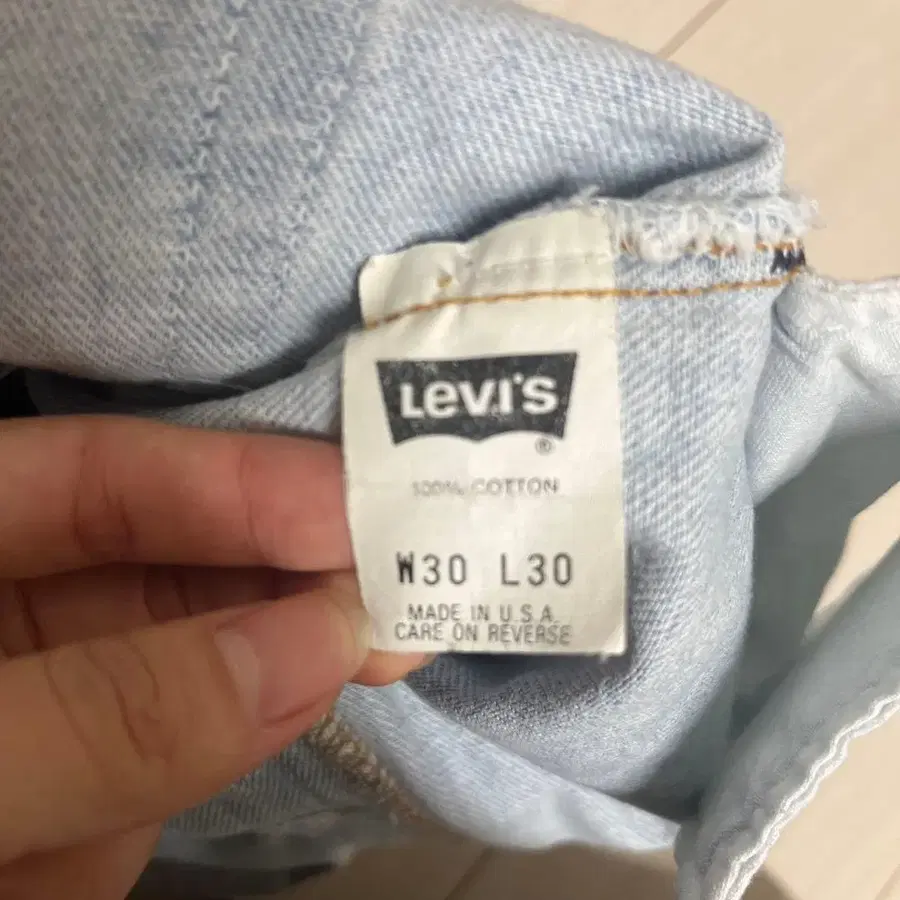 Levi's
®
100% COTTON
W30 L30
MADE IN U.S.A.
CARE ON REVERSE